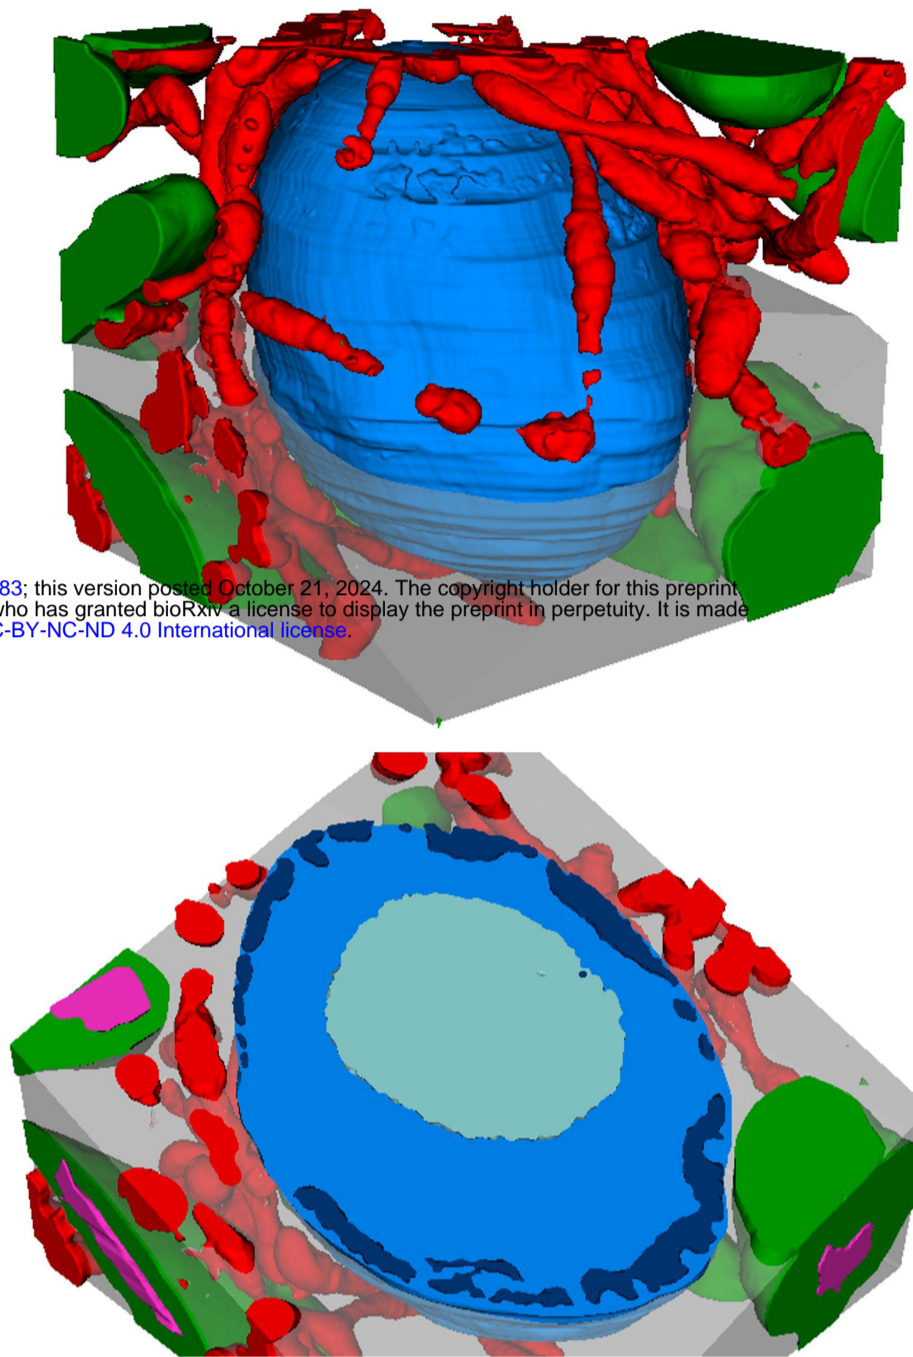 83; this version posted October 21, 2024. The copyright holder for this preprint
who has granted bioRxiv a license to display the preprint in perpetuity. It is made
C-BY-NC-ND 4.0 International license.